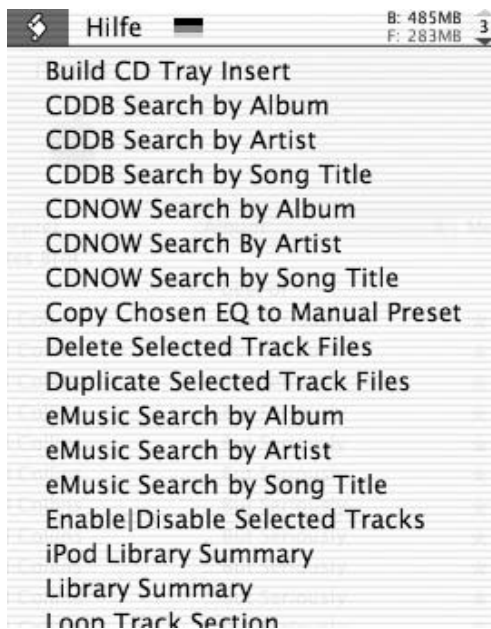 Hilfe
B: 485MB
F: 283MB
3
Build CD Tray Insert
CDDB Search by Album
CDDB Search by Artist
CDDB Search by Song Title
CDNOW Search by Album
CDNOW Search By Artist
CDNOW Search by Song Title
Copy Chosen EQ to Manual Preset
Delete Selected Track Files
Duplicate Selected Track Files
eMusic Search by Album
eMusic Search by Artist
eMusic Search by Song Title
Enable|Disable Selected Tracks
iPod Library Summary
Library Summary
Loop Track Section